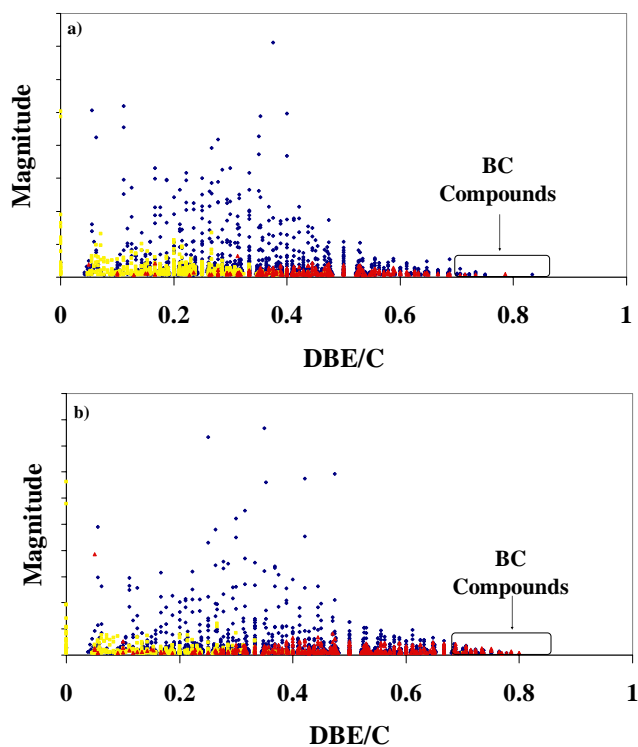 a)
Magnitude
BC
Compounds
0 0.2 0.4 0.6 0.8 1
DBE/C
b)
Magnitude
BC
Compounds
0 0.2 0.4 0.6 0.8 1
DBE/C